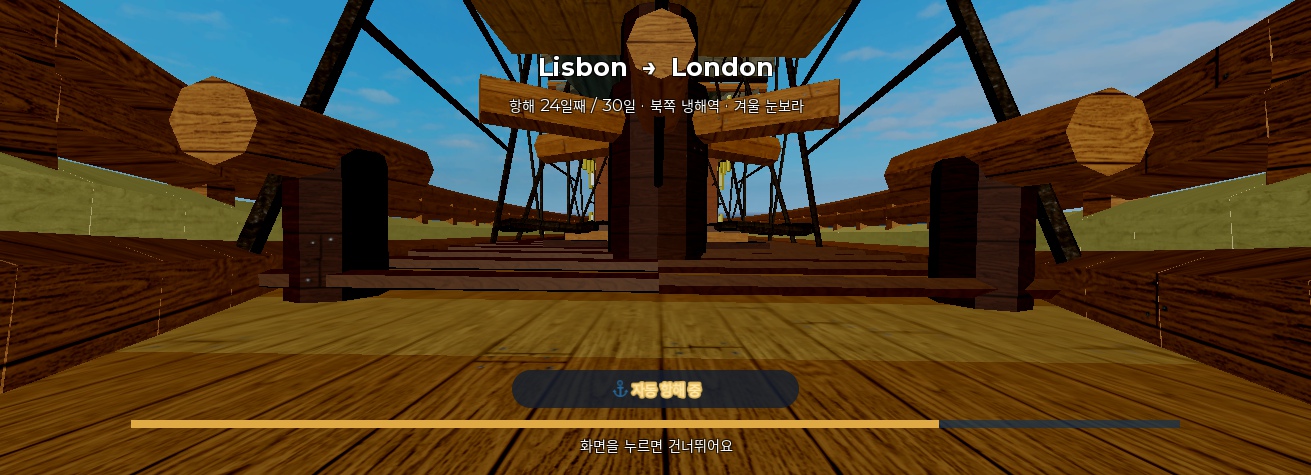 Lisbon → London
항해 24일째 / 30일 · 북쪽 냉해역 · 겨울 눈보라
⚓ 자동 항해 중
화면을 누르면 건너뛰어요